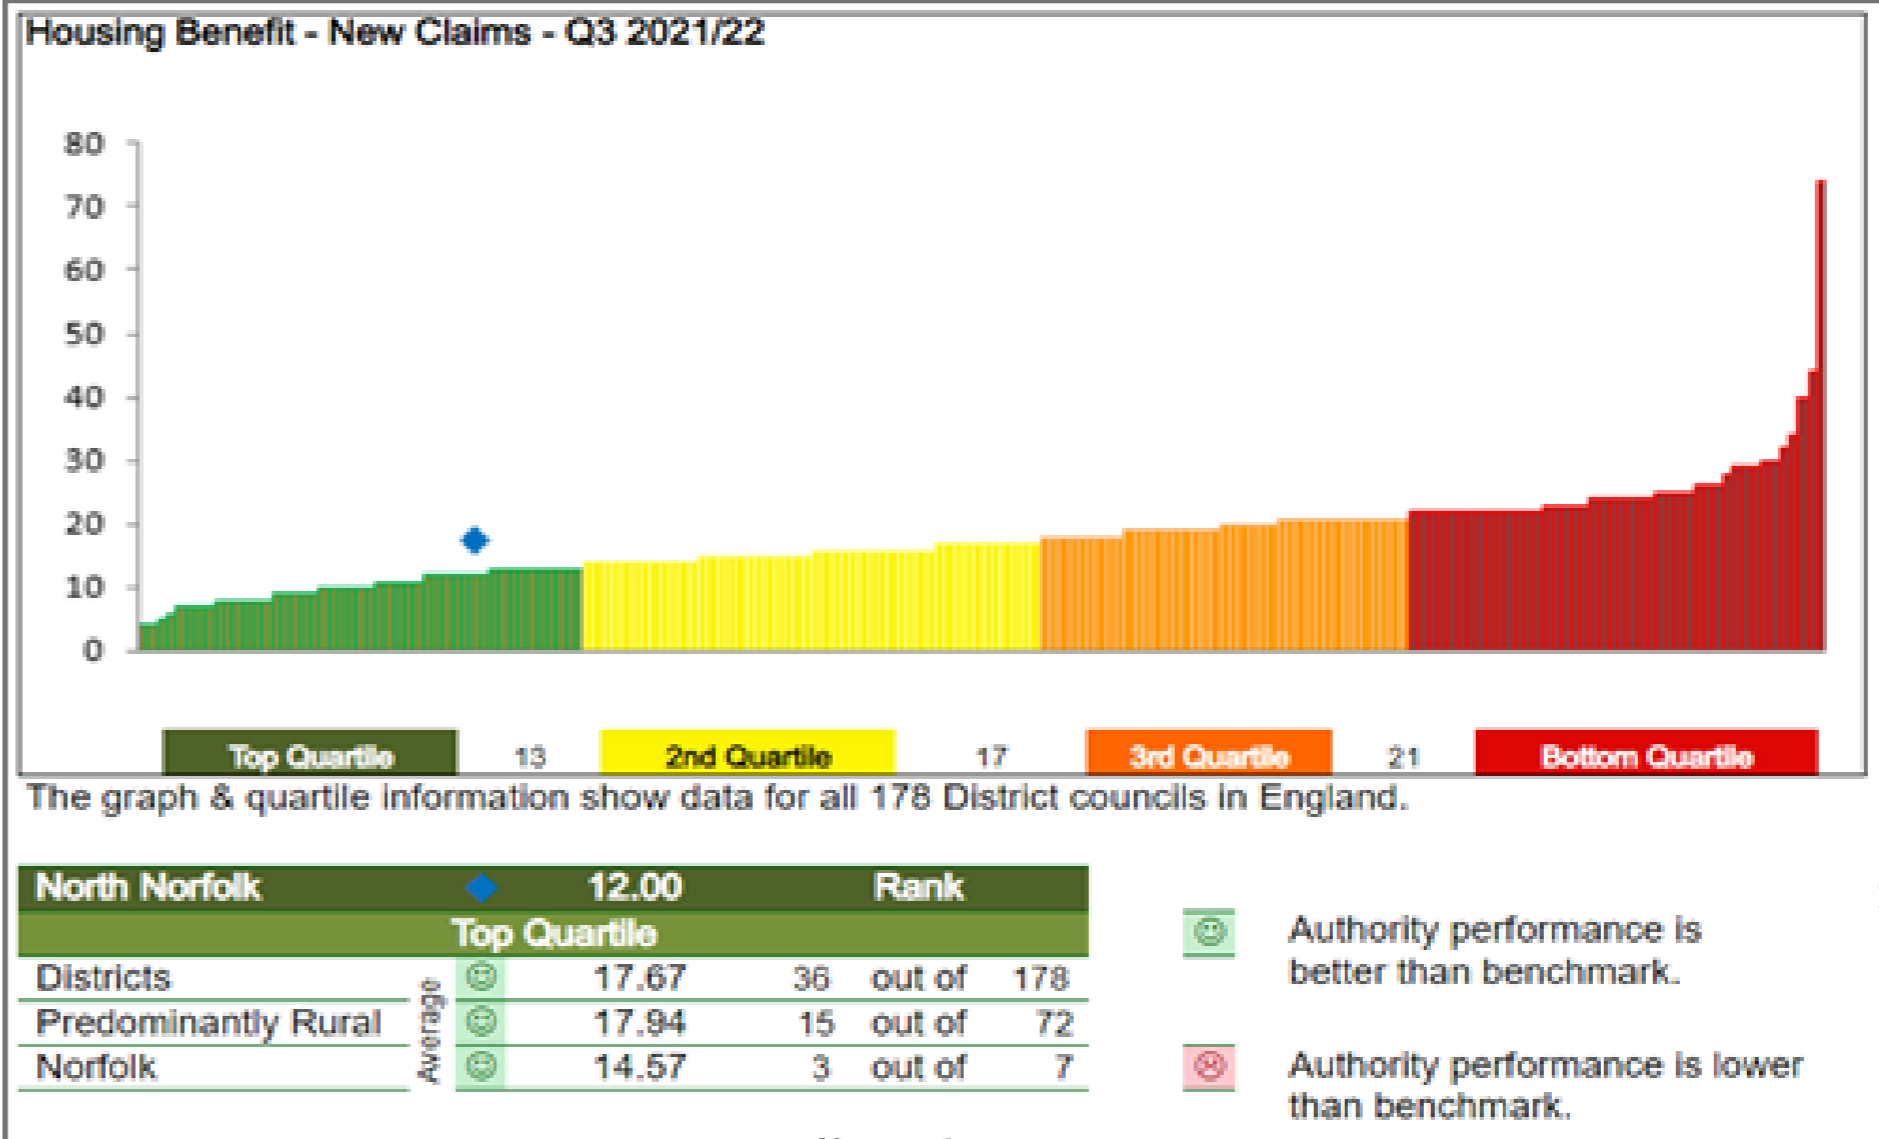 Housing Benefit - New Claims - Q3 2021/22
80
70
60
50
40
30
20
10
0
Top Quartile 13 2nd Quartile 17 3rd Quartile 21 Bottom Quartile
The graph & quartile information show data for all 178 District councils in England.
North Norfolk 12.00 Rank
Top Quartile
Average
Districts 17.67 36 out of 178
Predominantly Rural 17.94 15 out of 72
Norfolk 14.57 3 out of 7
Authority performance is
better than benchmark.
Authority performance is lower
than benchmark.